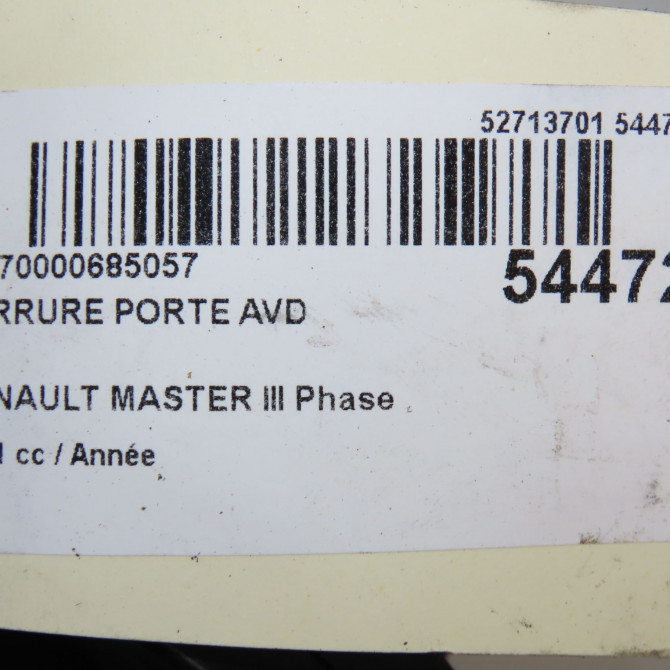 52713701 5447
70000685057
54472
RRURE PORTE AVD
NAULT MASTER III Phase
cc / Année